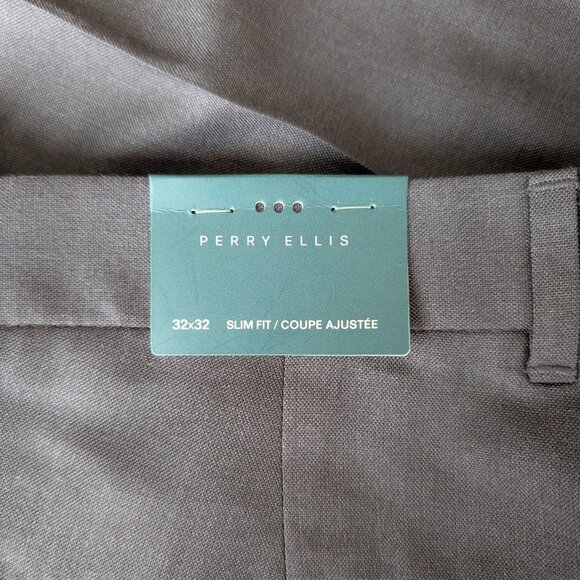 PERRY ELLIS
32x32 SLIM FIT / COUPE AJUSTÉE